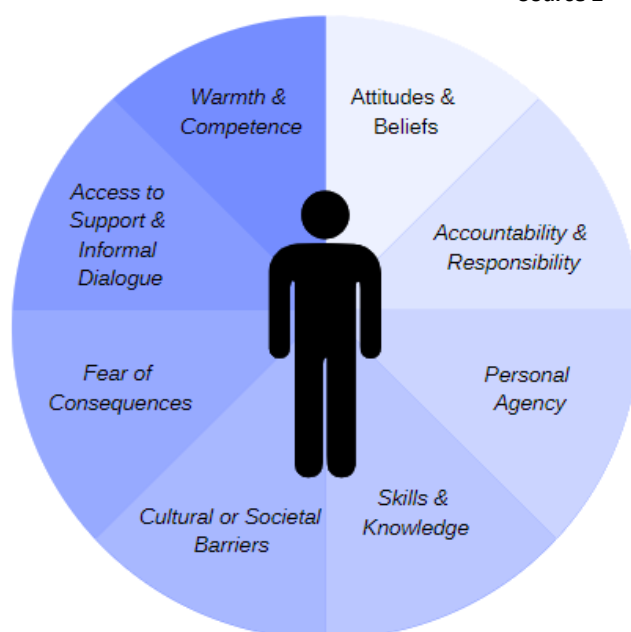 Warmth &
Competence
Attitudes &
Beliefs
Accountability &
Responsibility
Personal
Agency
Skills &
Knowledge
Cultural or Societal
Barriers
Fear of
Consequences
Access to
Support &
Informal
Dialogue